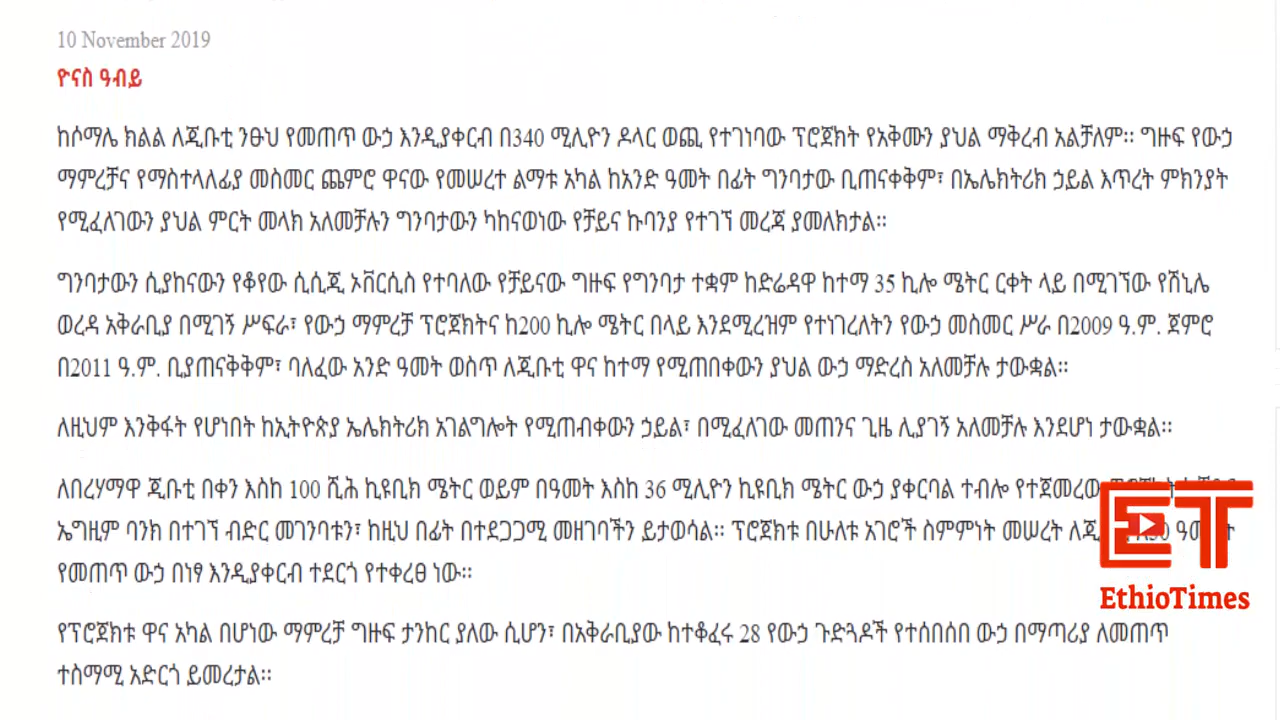 10 November 2019
ዮናስ ዓብይ
ከሶማሌ ክልል ለጂቡቲ ንፁህ የመጠጥ ውኃ እንዲያቀርብ በ340 ሚሊዮን ዶላር ወጪ የተገነባው ፕሮጀክት የአቅሙን ያህል ማቅረብ አልቻለም፡፡ ግዙፍ የውኃ
ማምረቻና የማስተላለፊያ መስመር ጨምሮ ዋናው የመሠረተ ልማቱ አካል ከአንድ ዓመት በፊት ግንባታው ቢጠናቀቅም፣ በኤሌክትሪክ ኃይል እጥረት ምክንያት
የሚፈለገውን ያህል ምርት መላክ አለመቻሉን ግንባታውን ካከናወነው የቻይና ኩባንያ የተገኘ መረጃ ያመለክታል፡፡
ግንባታውን ሲያከናውን የቆየው ሲሲጂ ኦቨርሲስ የተባለው የቻይናው ግዙፍ የግንባታ ተቋም ከድሬዳዋ ከተማ 35 ኪሎ ሜትር ርቀት ላይ በሚገኘው የሽኒሌ
ወረዳ አቅራቢያ በሚገኝ ሥፍራ፣ የውኃ ማምረቻ ፕሮጀክትና ከ200 ኪሎ ሜትር በላይ እንደሚረዝም የተነገረለትን የውኃ መስመር ሥራ በ2009 ዓ.ም. ጀምሮ
በ2011 ዓ.ም. ቢያጠናቅቅም፣ ባለፈው አንድ ዓመት ወስጥ ለጂቡቲ ዋና ከተማ የሚጠበቀውን ያህል ውኃ ማድረስ አለመቻሉ ታውቋል፡፡
ለዚህም እንቅፋት የሆነበት ከኢትዮጵያ ኤሌክትሪክ አገልግሎት የሚጠብቀውን ኃይል፣ በሚፈለገው መጠንና ጊዜ ሊያገኝ አለመቻሉ እንደሆነ ታውቋል፡፡
ለበረሃማዋ ጂቡቲ በቀን እስከ 100 ሺሕ ኪዩቢክ ሜትር ወይም በዓመት እስከ 36 ሚሊዮን ኪዩቢክ ሜትር ውኃ ያቀርባል ተብሎ የተጀመረው
ኤግዚም ባንክ በተገኘ ብድር መገንባቱን፣ ከዚህ በፊት በተደጋጋሚ መዘገባችን ይታወሳል፡፡ ፕሮጀክቱ በሁለቱ አገሮች ስምምነት መሠረት
የመጠጥ ውኃ በነፃ እንዲያቀርብ ተደርጎ የተቀረፀ ነው፡፡
የፕሮጀክቱ ዋና አካል በሆነው ማምረቻ ግዙፍ ታንከር ያለው ሲሆን፣ በአቅራቢያው ከተቆፈሩ 28 የውኃ ጉድጓዶች የተሰበሰበ ውኃ በማጣሪያ ለመጠጥ
ተስማሚ አድርጎ ይመረታል፡፡
ET
EthioTimes